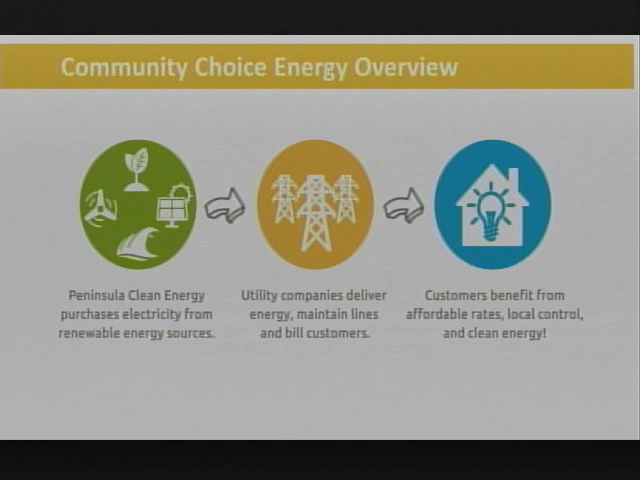 Community Choice Energy Overview
Peninsula Clean Energy
purchases electricity from
renewable energy sources.
Utility companies deliver
energy, maintain lines
and bill customers.
Customers benefit from
affordable rates, local control,
and clean energy!